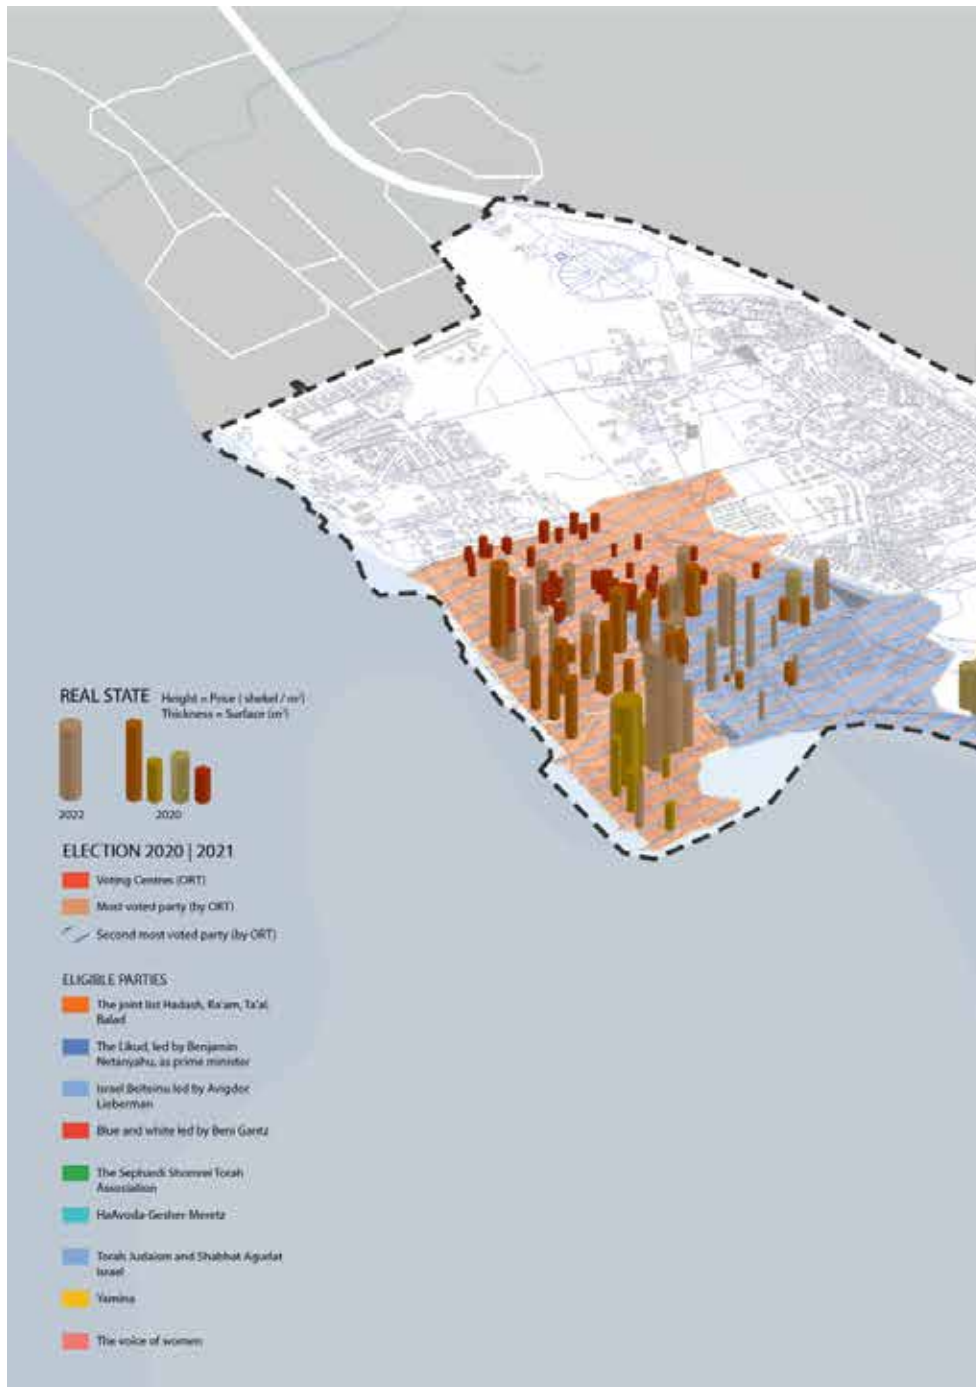 REAL STATE Height = Price ( shekel / m²)
Thickness = Surface (m²)
2022
2020
ELECTION 2020 | 2021
Voting Centres (ORT)
Most voted party (by ORT)
Second most voted party (by ORT)
ELIGIBLE PARTIES
The joint list Hadash, Ra'am, Ta'al,
Balad
The Likud, led by Benjamin
Netanyahu, as prime minister
Israel Beiteinu led by Avigdor
Lieberman
Blue and white led by Beni Gantz
The Sephardi Shomrei Torah
Association
HaAvoda-Gesher-Meretz
Torah Judaism and Shabhat Agudat
Israel
Yamina
The voice of women